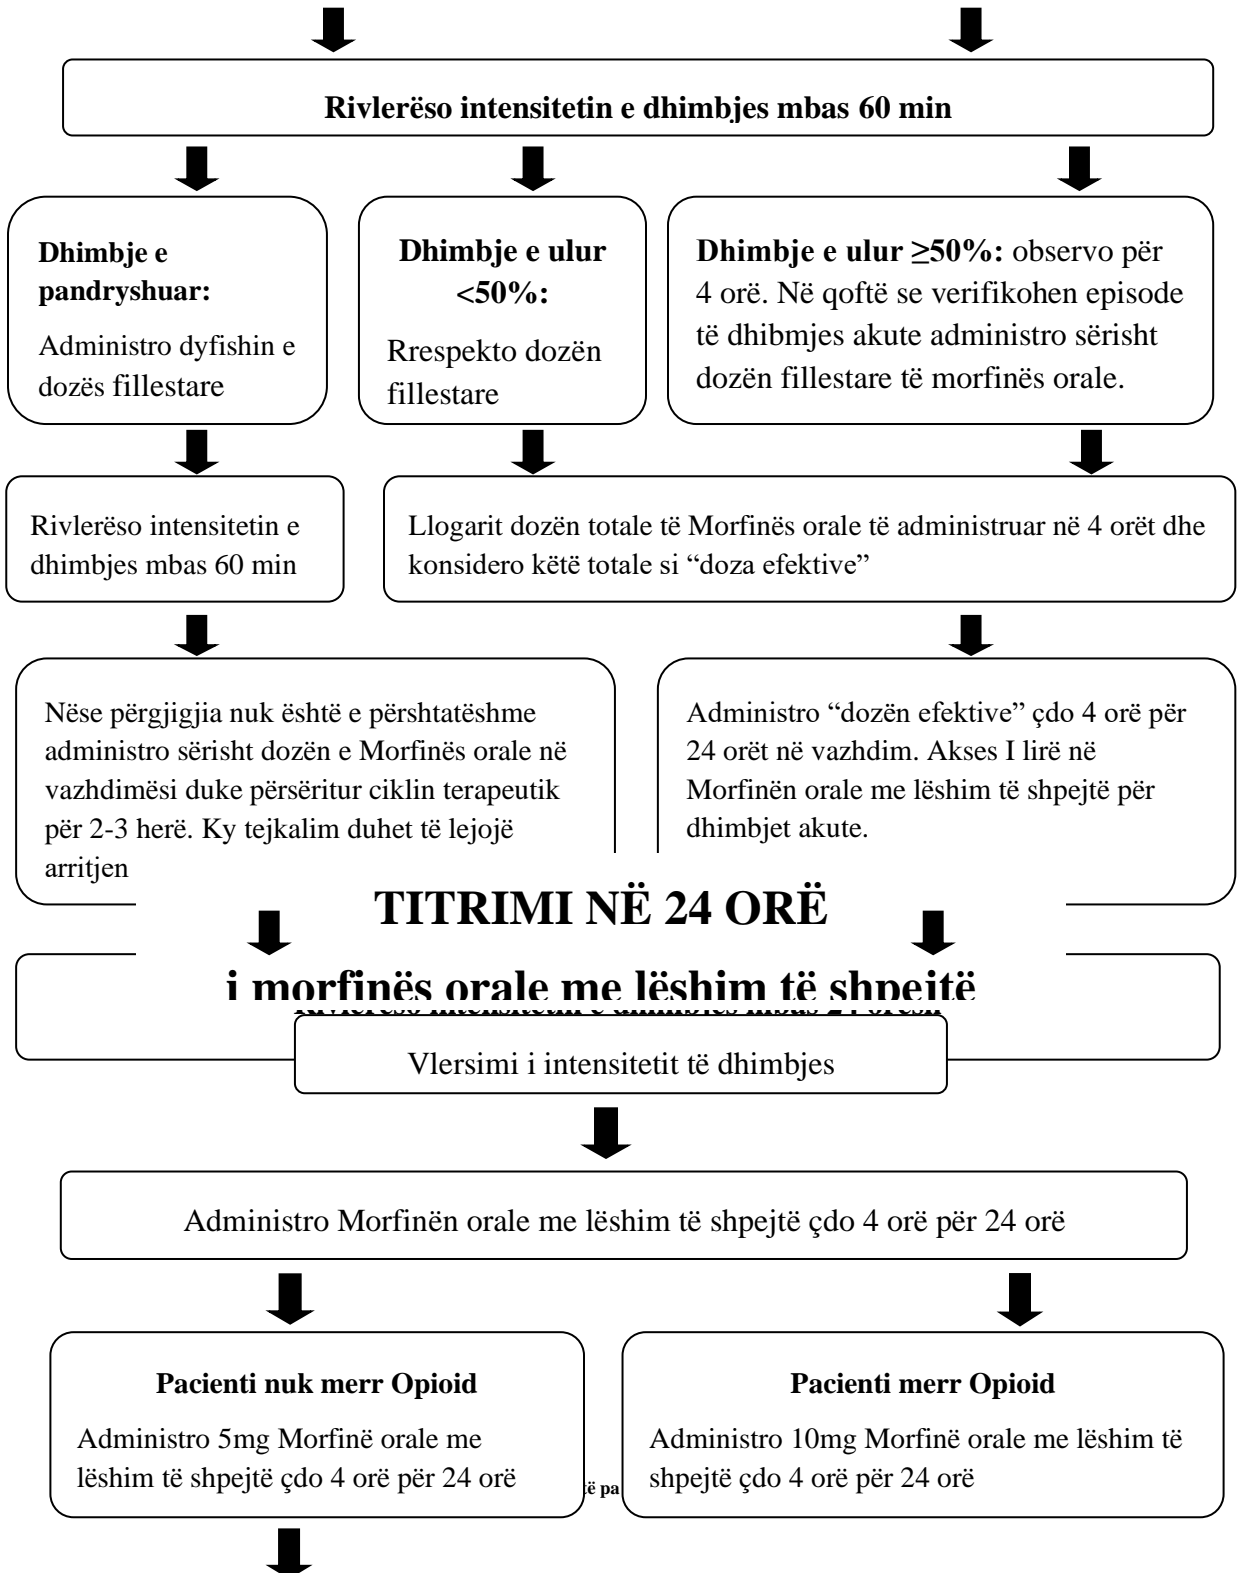 Rivlerëso intensitetin e dhimbjes mbas 60 min
Dhimbje e
pandryshuar:
Administro dyfishin e
dozës fillestare
Dhimbje e ulur
<50%:
Rrespekto dozën
fillestare
Dhimbje e ulur ≥50%: observo për
4 orë. Në qoftë se verifikohen episode
të dhibmjes akute administro sërisht
dozën fillestare të morfinës orale.
Rivlerëso intensitetin e
dhimbjes mbas 60 min
Llogarit dozën totale të Morfinës orale të administruar në 4 orët dhe
konsidero këtë totale si “doza efektive”
Nëse përgjigjia nuk është e përshtatëshme
administro sërisht dozën e Morfinës orale në
vazhdimësi duke përséritur ciklin terapeutik
për 2-3 herë. Ky tejkalim duhet të lejojë
arritjen
Administro “dozën efektive” çdo 4 orë për
24 orët në vazhdim. Akses I lirë në
Morfinën orale me lëshim të shpejtë për
dhimbjet akute.
TITRIMI NË 24 ORË
i morfinës orale me lëshim të shpejtë
Rivlerëso intensitetin e dhimbjes mbas 24 orësh
Vlersimi i intensitetit të dhimbjes
Administro Morfinën orale me lëshim të shpejtë çdo 4 orë për 24 orë
Pacienti nuk merr Opioid
Administro 5mg Morfinë orale me
lëshim të shpejtë çdo 4 orë për 24 orë
të pa
Pacienti merr Opioid
Administro 10mg Morfinë orale me lëshim të
shpejtë çdo 4 orë për 24 orë